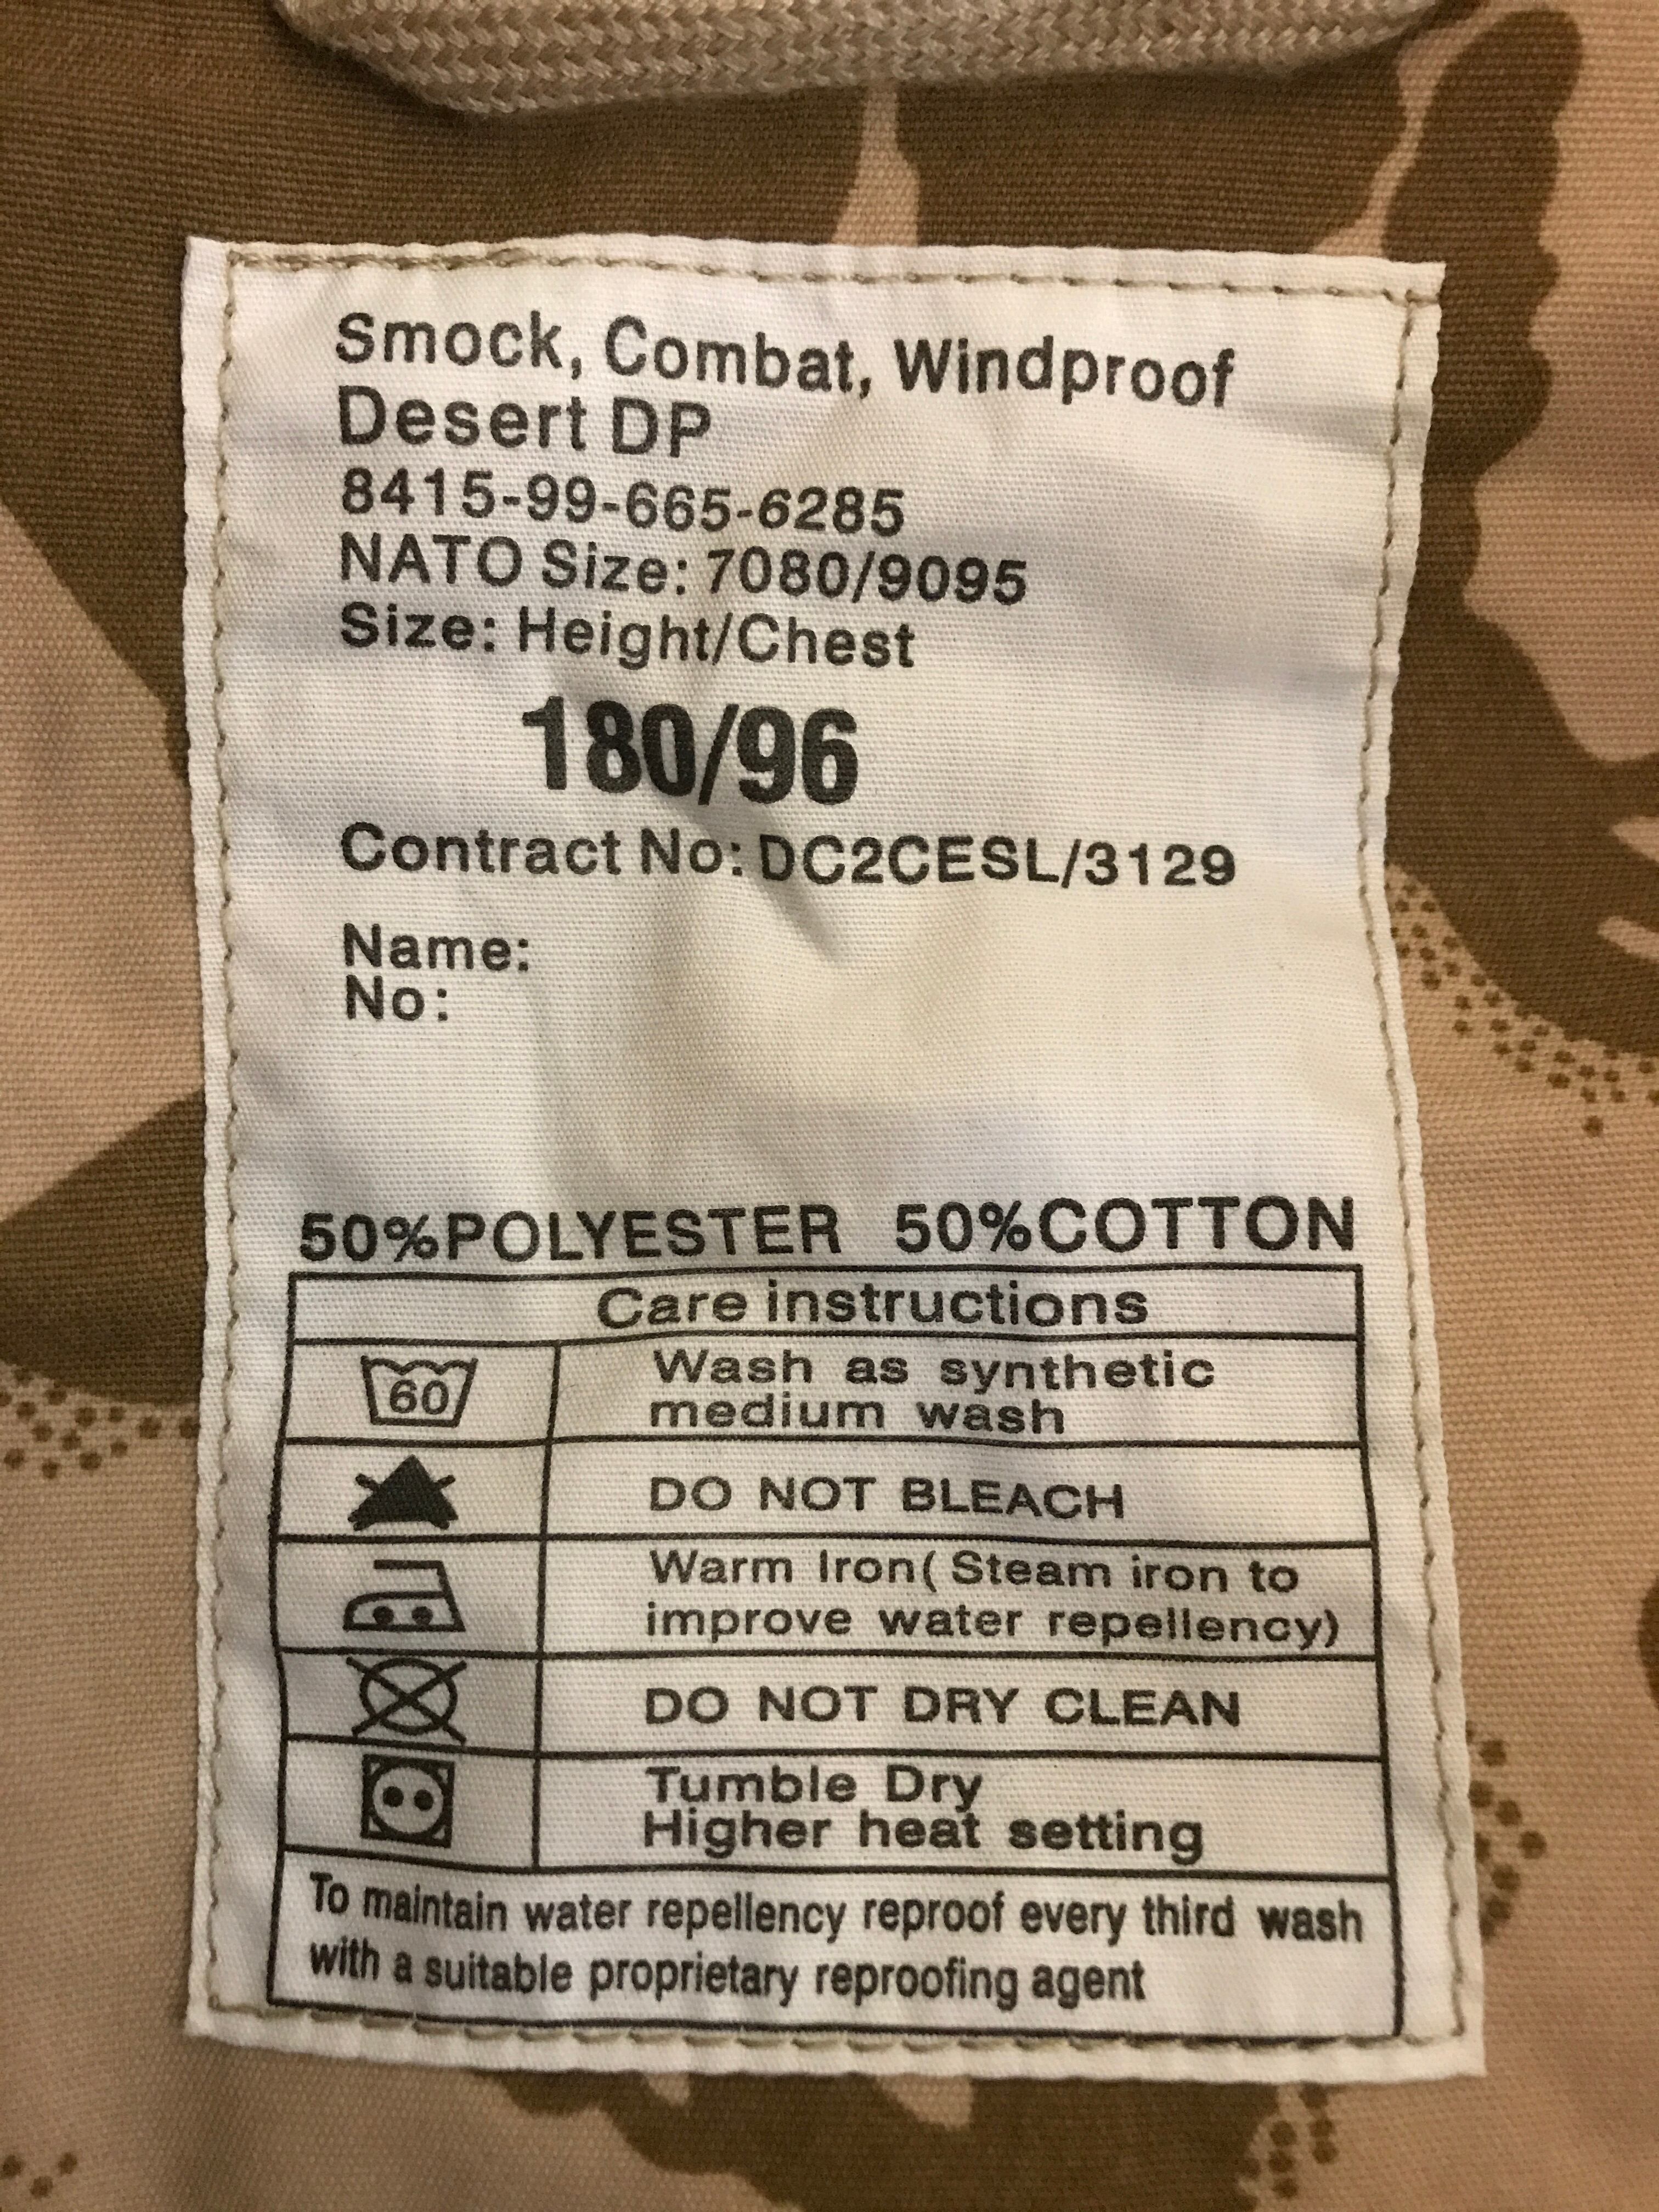 Smock, Combat, Windproof
Desert DP
8415-99-665-6285
NATO Size: 7080/9095
Size: Height/Chest
180/96
Contract No: DC2CESL/3129
Name:
No:
50%POLYESTER 50%COTTON
Care instructions
60
Wash as synthetic
medium wash
DO NOT BLEACH
Warm Iron( Steam iron to
improve water repellency)
DO NOT DRY CLEAN
Tumble Dry
Higher heat setting
To maintain water repellency reproof every third wash
with a suitable proprietary reproofing agent